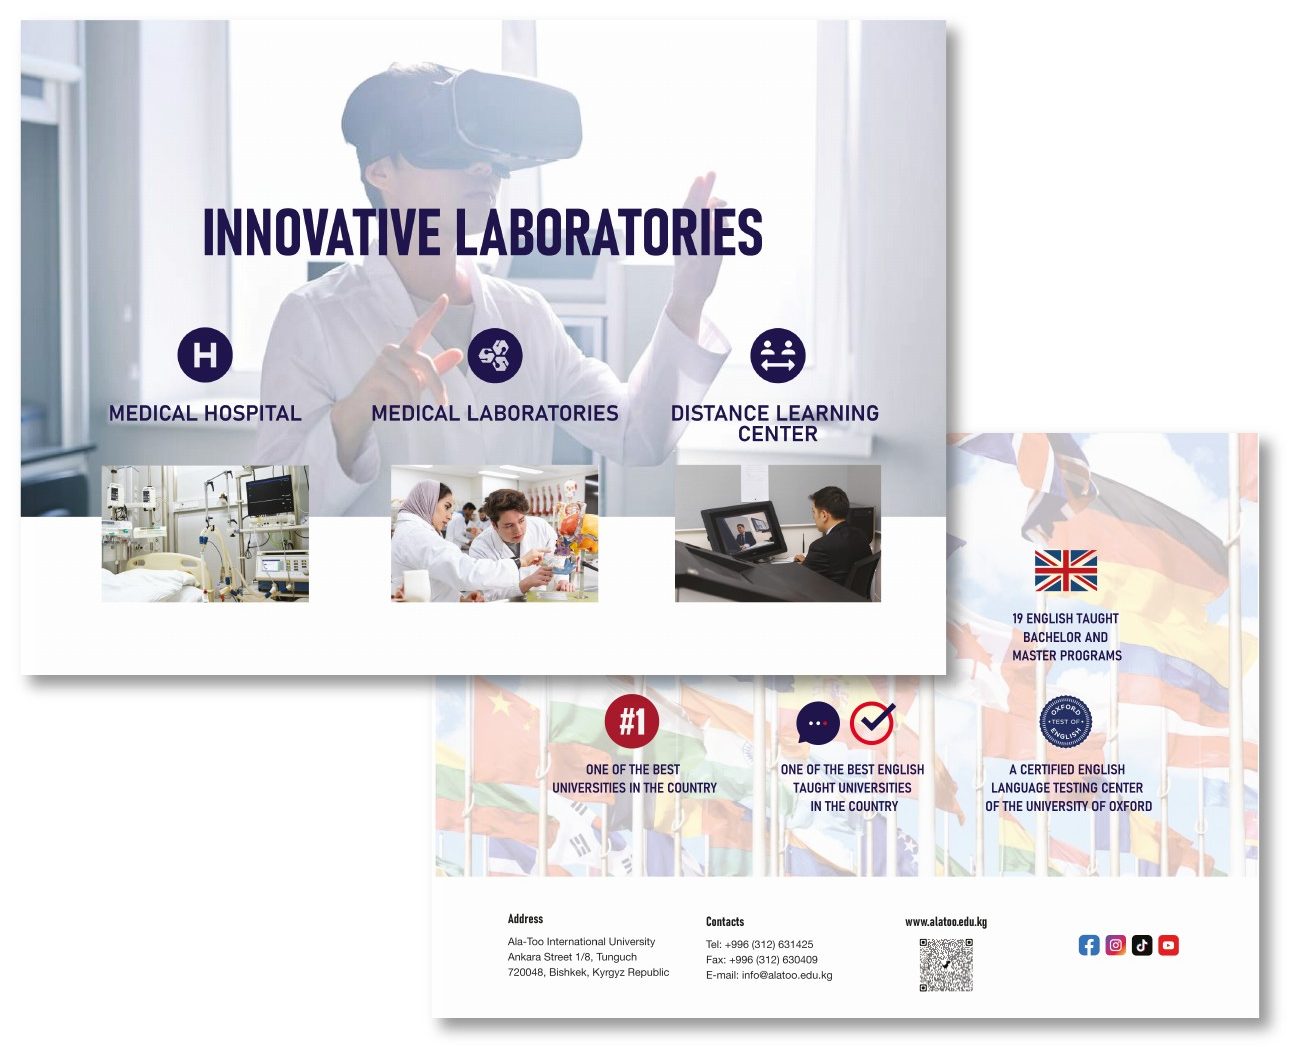 INNOVATIVE LABORATORIES
H
MEDICAL HOSPITAL
MEDICAL LABORATORIES
DISTANCE LEARNING
CENTER
19 ENGLISH TAUGHT
BACHELOR AND
MASTER PROGRAMS
#1
ONE OF THE BEST
UNIVERSITIES IN THE COUNTRY
ONE OF THE BEST ENGLISH
TAUGHT UNIVERSITIES
IN THE COUNTRY
OXFORD
TEST OF
ENGLISH
A CERTIFIED ENGLISH
LANGUAGE TESTING CENTER
OF THE UNIVERSITY OF OXFORD
Address
Ala-Too International University
Ankara Street 1/8, Tunguch
720048, Bishkek, Kyrgyz Republic
Contacts
Tel: +996 (312) 631425
Fax: +996 (312) 630409
E-mail: info@alatoo.edu.kg
www.alatoo.edu.kg